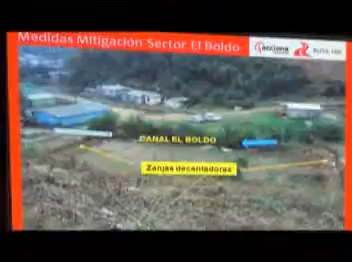 Medidas Mitigación Sector El Boldo
acciona
RUTA 160
CANAL EL BOLDO
Zanjas decantadoras